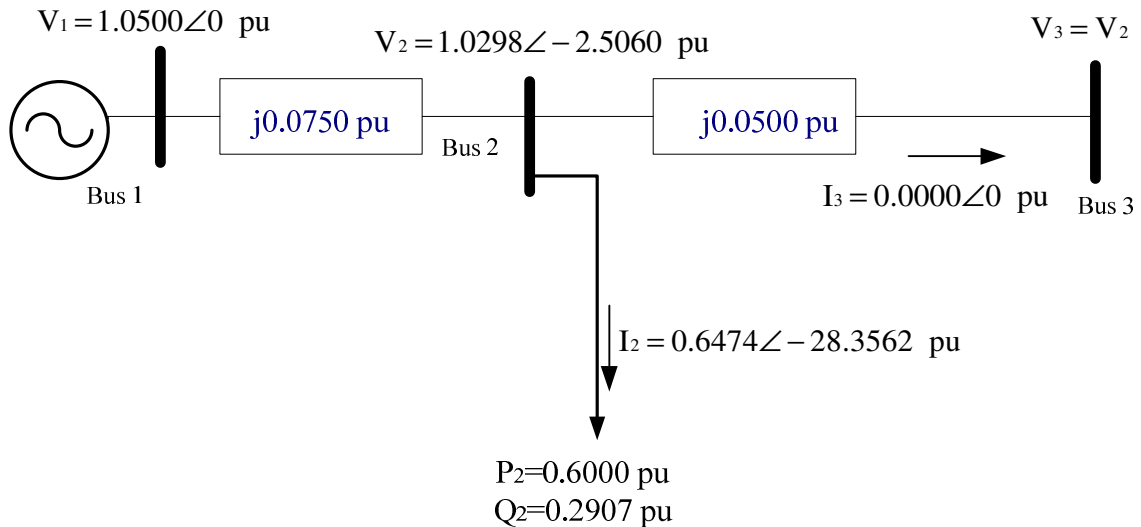 V1 = 1.0500∠0 pu
V2 = 1.0298∠−2.5060 pu
V3 = V2
j0.0750 pu
j0.0500 pu
Bus 2
Bus 1
I3 = 0.0000∠0 pu
Bus 3
I2 = 0.6474∠−28.3562 pu
P2=0.6000 pu
Q2=0.2907 pu